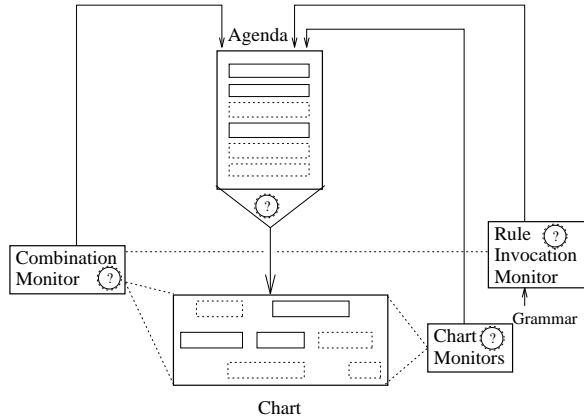 Agenda
?
Combination
Monitor ?
Rule ?
Invocation
Monitor
Grammar
Chart ?
Monitors
Chart